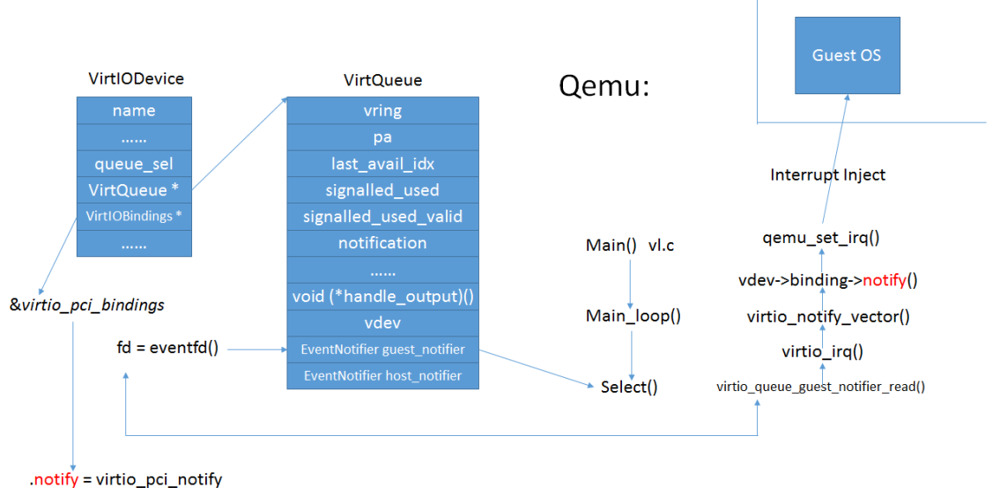 Guest OS
Qemu:
VirtIODevice
name
......
queue_sel
VirtQueue *
VirtIOBindings *
......
VirtQueue
vring
pa
last_avail_idx
signalled_used
signalled_used_valid
notification
......
void (*handle_output)()
vdev
EventNotifier guest_notifier
EventNotifier host_notifier
&virtio_pci_bindings
fd = eventfd()
.notify = virtio_pci_notify
Main() vl.c
Main_loop()
Select()
Interrupt Inject
qemu_set_irq()
vdev->binding->notify()
virtio_notify_vector()
virtio_irq()
virtio_queue_guest_notifier_read()